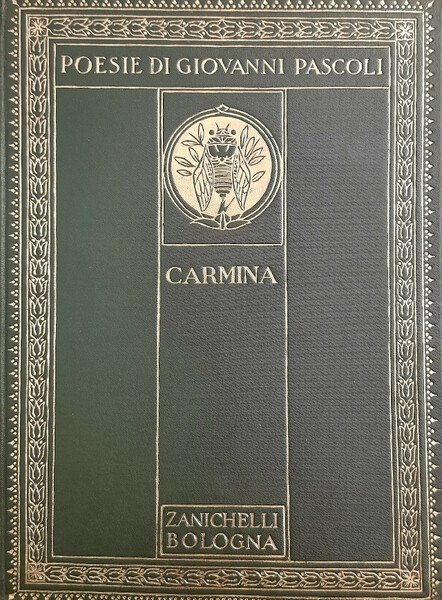 POESIE DI GIOVANNI PASCOLI
CARMINA
ZANICHELLI
BOLOGNA